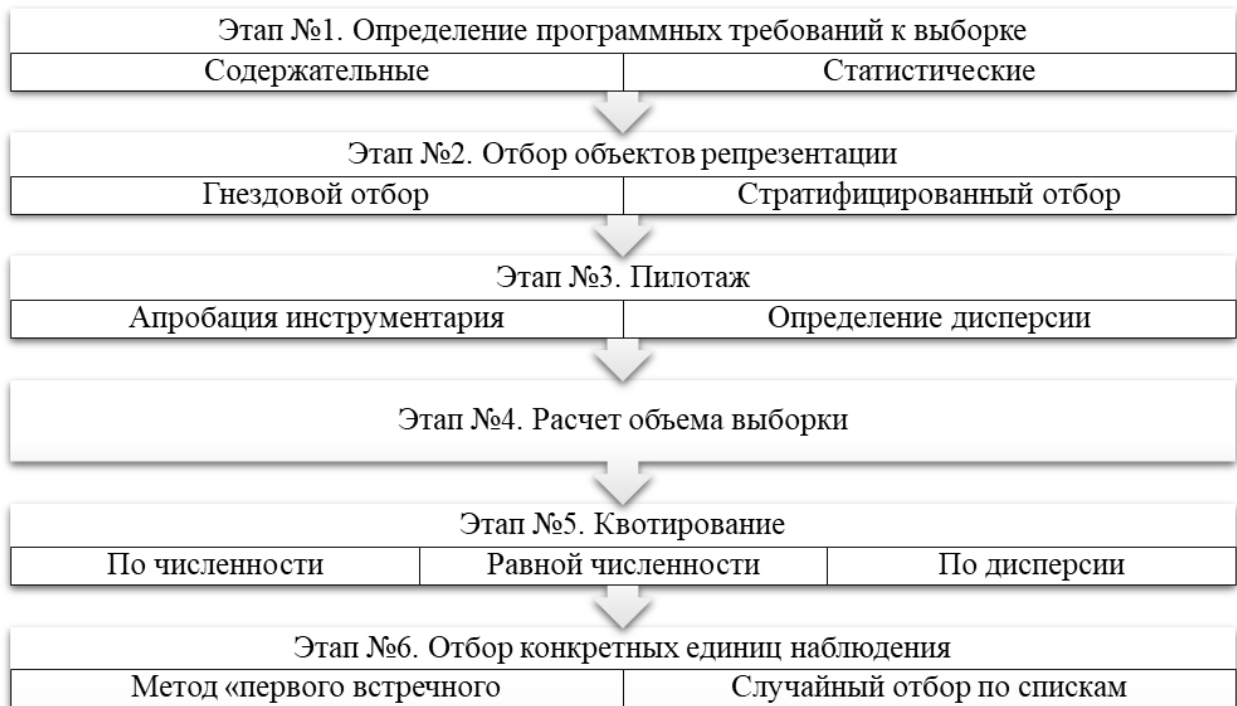 Этап №1. Определение программных требований к выборке
Содержательные
Статистические
Этап №2. Отбор объектов репрезентации
Гнездовой отбор
Стратифицированный отбор
Этап №3. Пилотаж
Апробация инструментария
Определение дисперсии
Этап №4. Расчет объема выборки
Этап №5. Квотирование
По численности
Равной численности
По дисперсии
Этап №6. Отбор конкретных единиц наблюдения
Метод «первого встречного
Случайный отбор по спискам